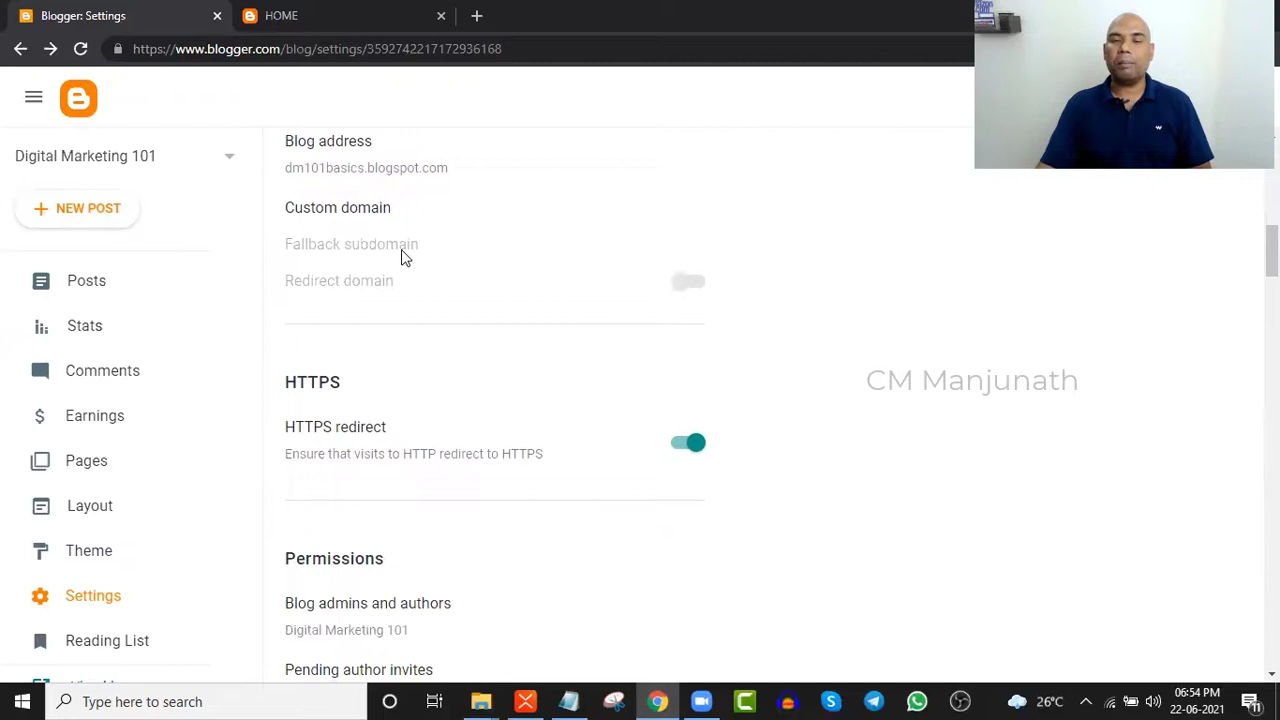 Blogger: Settings
HOME
https://www.blogger.com/blog/settings/3592742217172936168
Digital Marketing 101
NEW POST
Posts
Stats
Comments
Earnings
Pages
Layout
Theme
Settings
Reading List
Blog address
dm101basics.blogspot.com
Custom domain
Fallback subdomain
Redirect domain
HTTPS
HTTPS redirect
Ensure that visits to HTTP redirect to HTTPS
Permissions
Blog admins and authors
Digital Marketing 101
Pending author invites
CM Manjunath
Type here to search
26°C
06:54 PM
22-06-2021